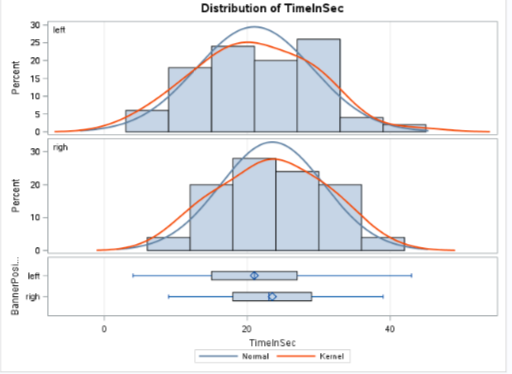 Distribution of TimeInSec
left
30
25
20
15
10
5
0
Percent
righ
30
20
10
0
Percent
BannerPosi...
left
righ
0 20 40
TimeInSec
Normal Kernel